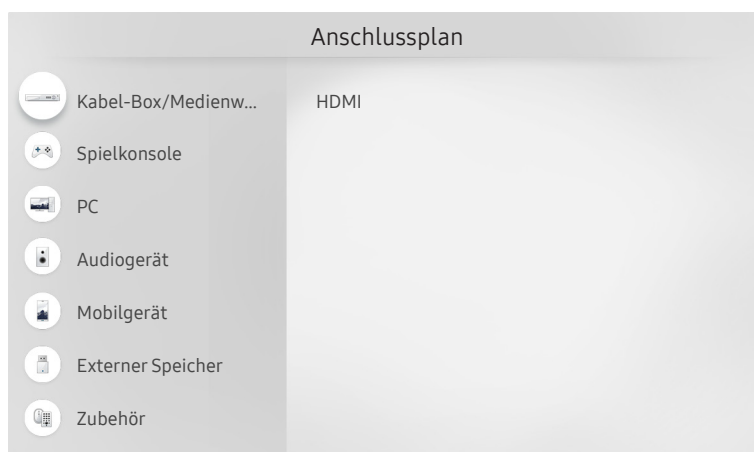 Anschlussplan
Kabel-Box/Medienw...
HDMI
Spielkonsole
PC
Audiogerät
Mobilgerät
Externer Speicher
Zubehör